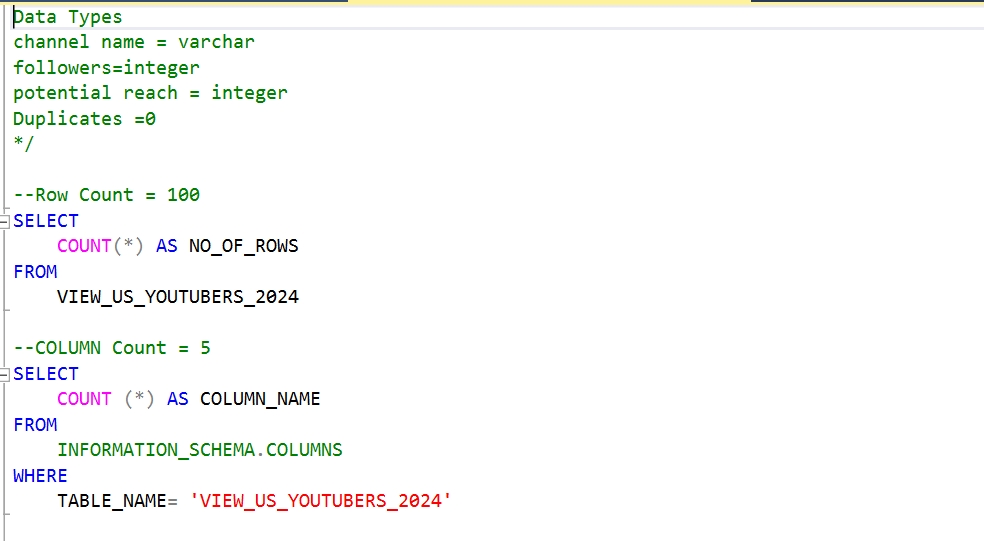 Data Types
channel name = varchar
followers=integer
potential reach = integer
Duplicates =0
*/
--Row Count = 100
SELECT
COUNT(*) AS NO_OF_ROWS
FROM
VIEW_US_YOUTUBERS_2024
--COLUMN Count = 5
SELECT
COUNT (*) AS COLUMN_NAME
FROM
INFORMATION_SCHEMA.COLUMNS
WHERE
TABLE_NAME= 'VIEW_US_YOUTUBERS_2024'